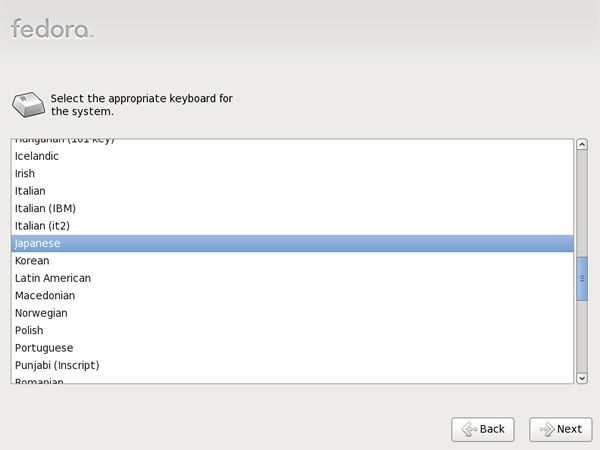 fedora
Select the appropriate keyboard for
the system.
Hungarian (101 key)
Icelandic
Irish
Italian
Italian (IBM)
Italian (it2)
Japanese
Korean
Latin American
Macedonian
Norwegian
Polish
Portuguese
Punjabi (Inscript)
Romanian
Back
Next